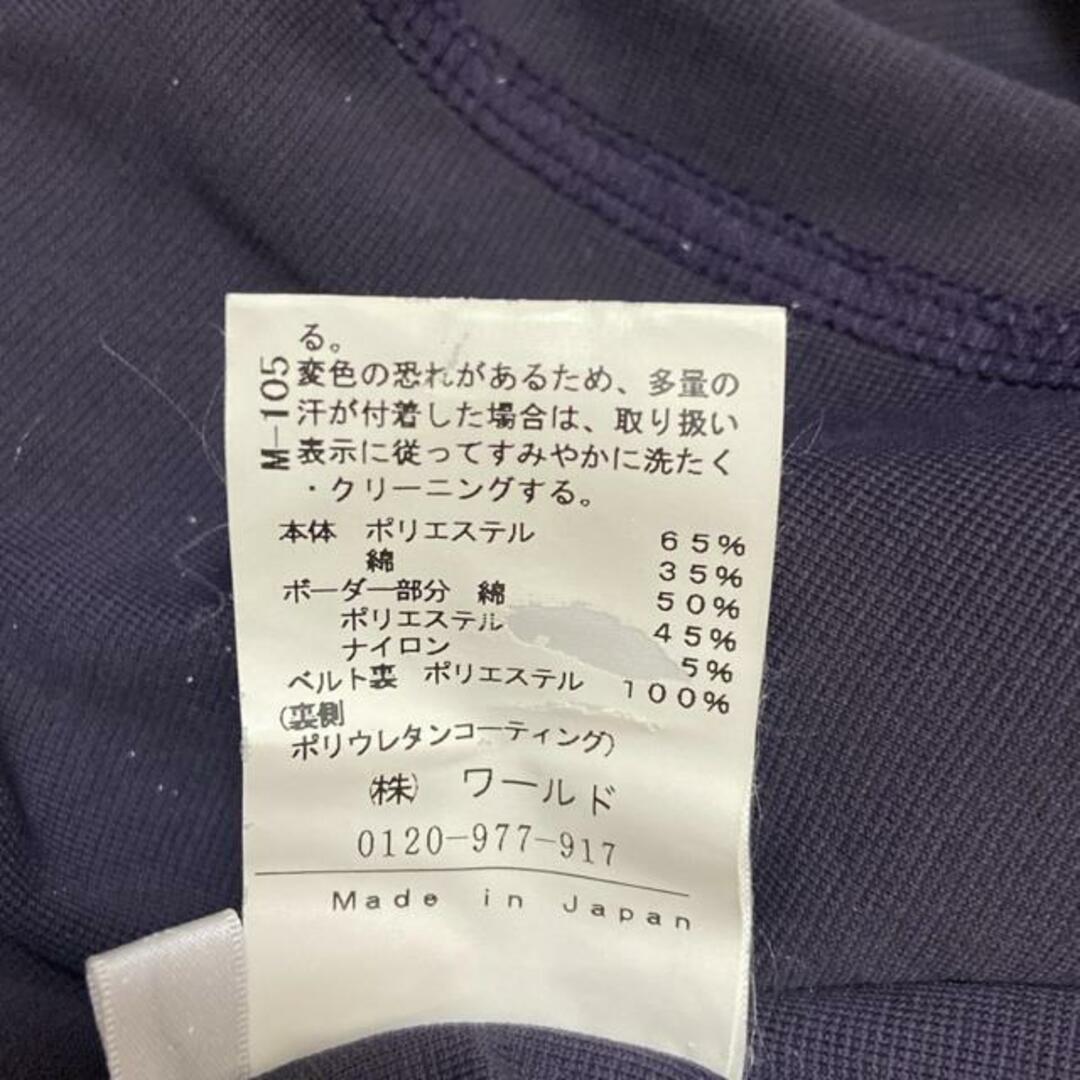 る。
変色の恐れがあるため、多量の
汗が付着した場合は、取り扱い
表示に従ってすみやかに洗たく
・クリーニングする。
M-105
本体 ポリエステル 65%
綿 35%
ボーダー部分 綿 50%
ポリエステル 45%
ナイロン 5%
ベルト裏 ポリエステル 100%
(裏側
ポリウレタンコーティング)
㈱ ワールド
0120-977-917
Made in Japan